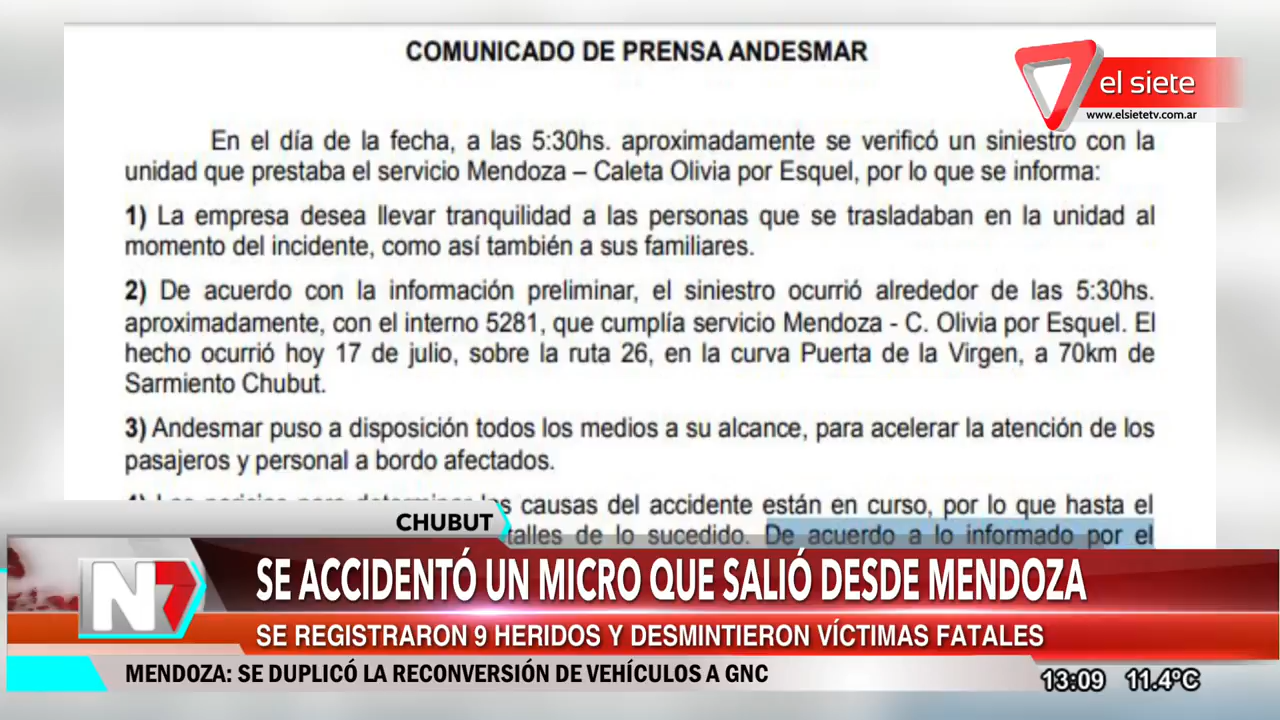 COMUNICADO DE PRENSA ANDESMAR
el siete
www.elsietetv.com.ar
En el día de la fecha, a las 5:30hs. aproximadamente se verificó un siniestro con la
unidad que prestaba el servicio Mendoza – Caleta Olivia por Esquel, por lo que se informa:
1) La empresa desea llevar tranquilidad a las personas que se trasladaban en la unidad al
momento del incidente, como así también a sus familiares.
2) De acuerdo con la información preliminar, el siniestro ocurrió alrededor de las 5:30hs.
aproximadamente, con el interno 5281, que cumplía servicio Mendoza - C. Olivia por Esquel. El
hecho ocurrió hoy 17 de julio, sobre la ruta 26, en la curva Puerta de la Virgen, a 70km de
Sarmiento Chubut.
3) Andesmar puso a disposición todos los medios a su alcance, para acelerar la atención de los
pasajeros y personal a bordo afectados.
4) Las pericias para determinar las causas del accidente están en curso, por lo que hasta el
talles de lo sucedido. De acuerdo a lo informado por el
CHUBUT
N7
SE ACCIDENTÓ UN MICRO QUE SALIÓ DESDE MENDOZA
SE REGISTRARON 9 HERIDOS Y DESMINTIERON VÍCTIMAS FATALES
MENDOZA: SE DUPLICÓ LA RECONVERSIÓN DE VEHÍCULOS A GNC
13:09 11.4ºC